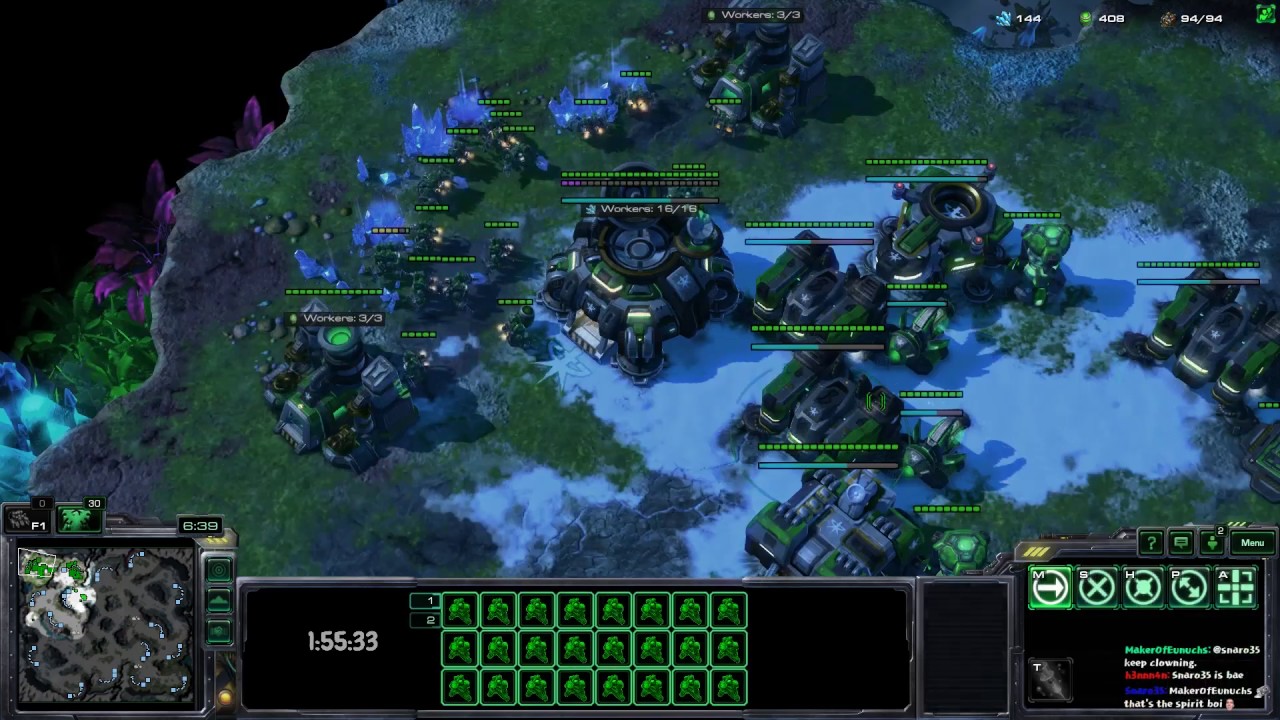 Workers: 3/3
144
408
94/94
Workers: 16/16
Workers: 3/3
0
30
F1
6:39
2
Menu
M
S
H
P
A
1
2
1:55:33
T
MakerOfEunuchs: @snaro35
keep clowning.
h3nnn4n: Snaro35 is bae
Snaro35: MakerOfEunuchs
that's the spirit boi